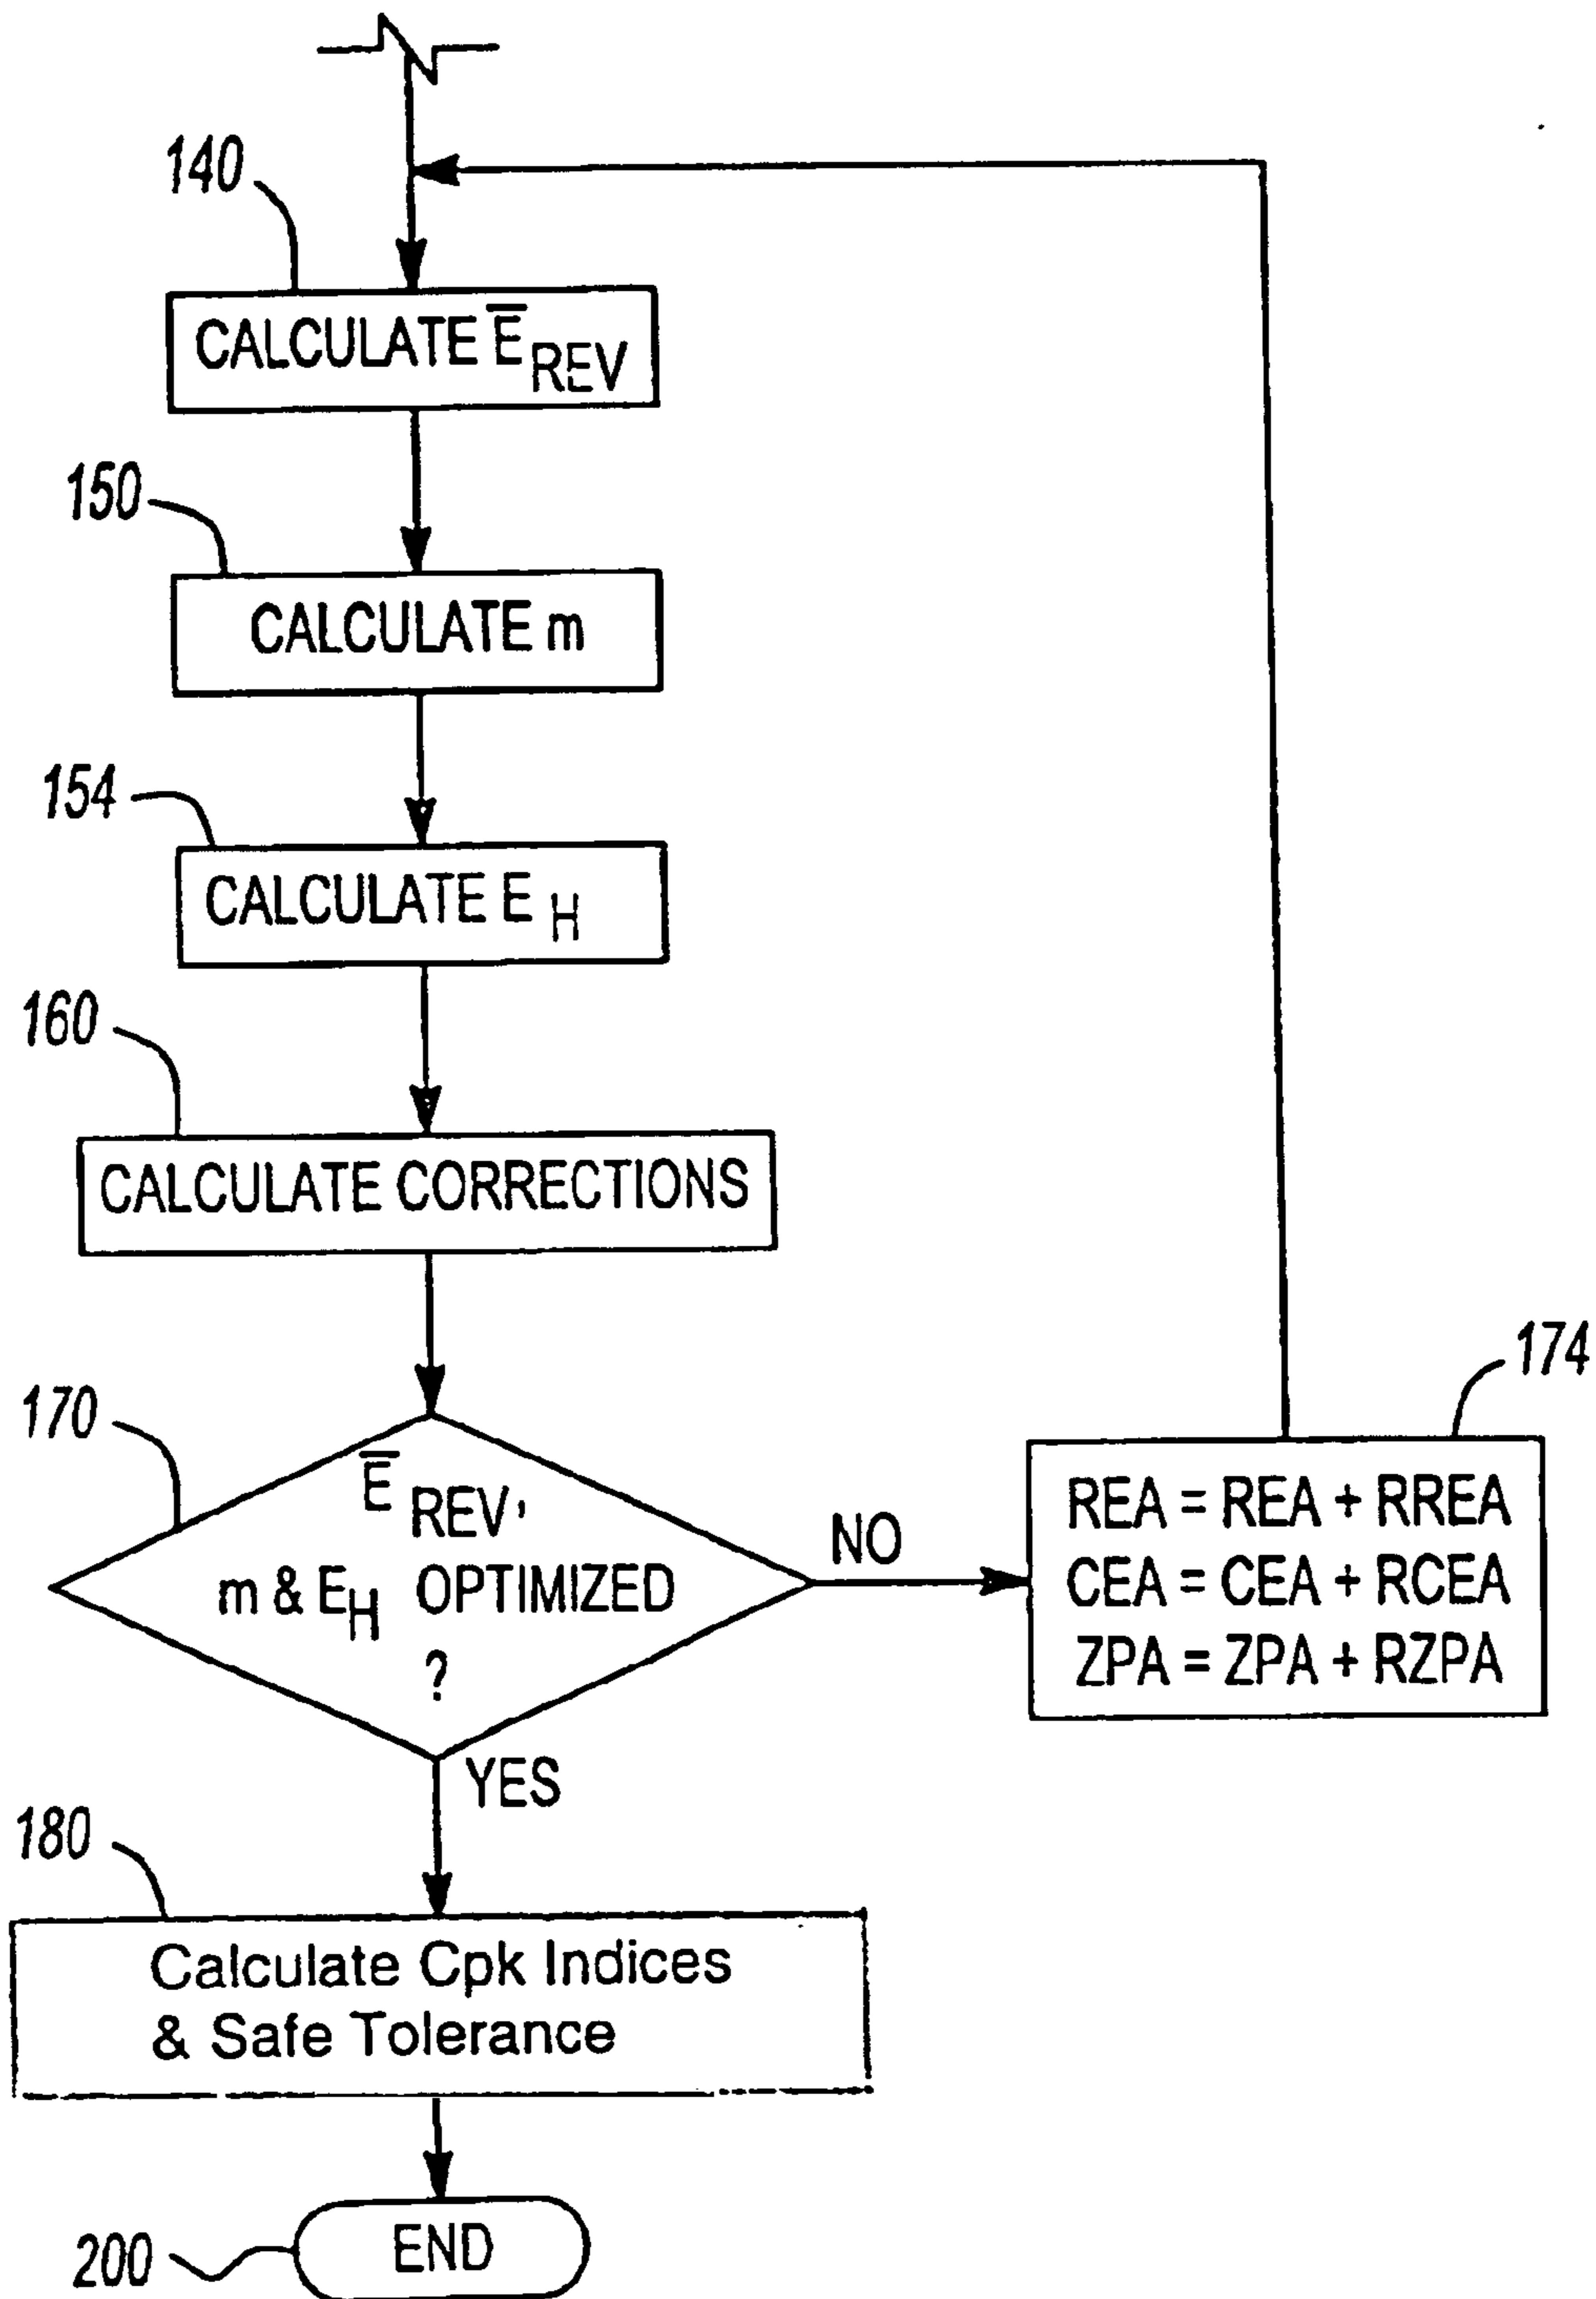 140
CALCULATE E̅ REV
150
CALCULATE m
154
CALCULATE E H
160
CALCULATE CORRECTIONS
170
E̅ REV,
m & E H OPTIMIZED
?
NO
174
REA = REA + RREA
CEA = CEA + RCEA
ZPA = ZPA + RZPA
YES
180
Calculate Cpk Indices
& Safe Tolerance
200
END